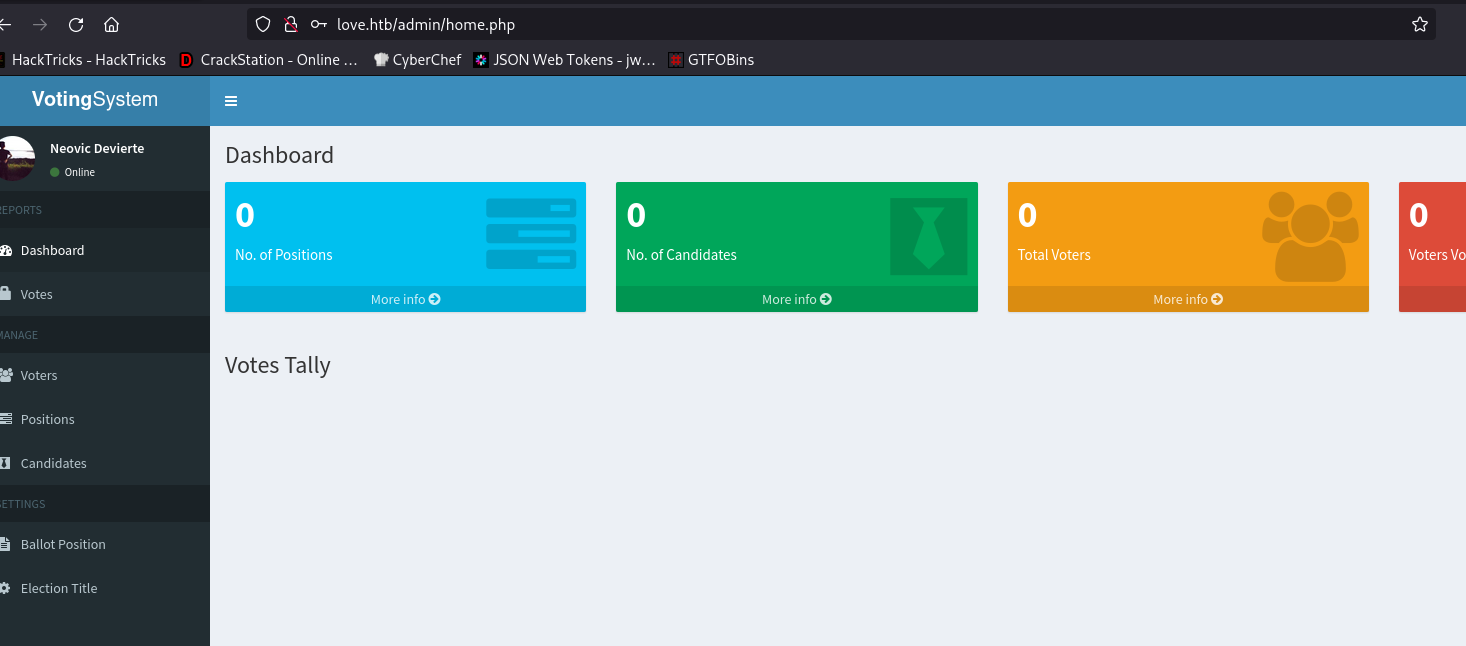 love.htb/admin/home.php
HackTricks - HackTricks CrackStation - Online ... CyberChef JSON Web Tokens - jw... GTFOBins
VotingSystem
Neovic Devierte
Online
EPORTS
Dashboard
Votes
MANAGE
Voters
Positions
Candidates
SETTINGS
Ballot Position
Election Title
Dashboard
0
No. of Positions
More info
0
No. of Candidates
More info
0
Total Voters
More info
0
Voters Vo
Votes Tally